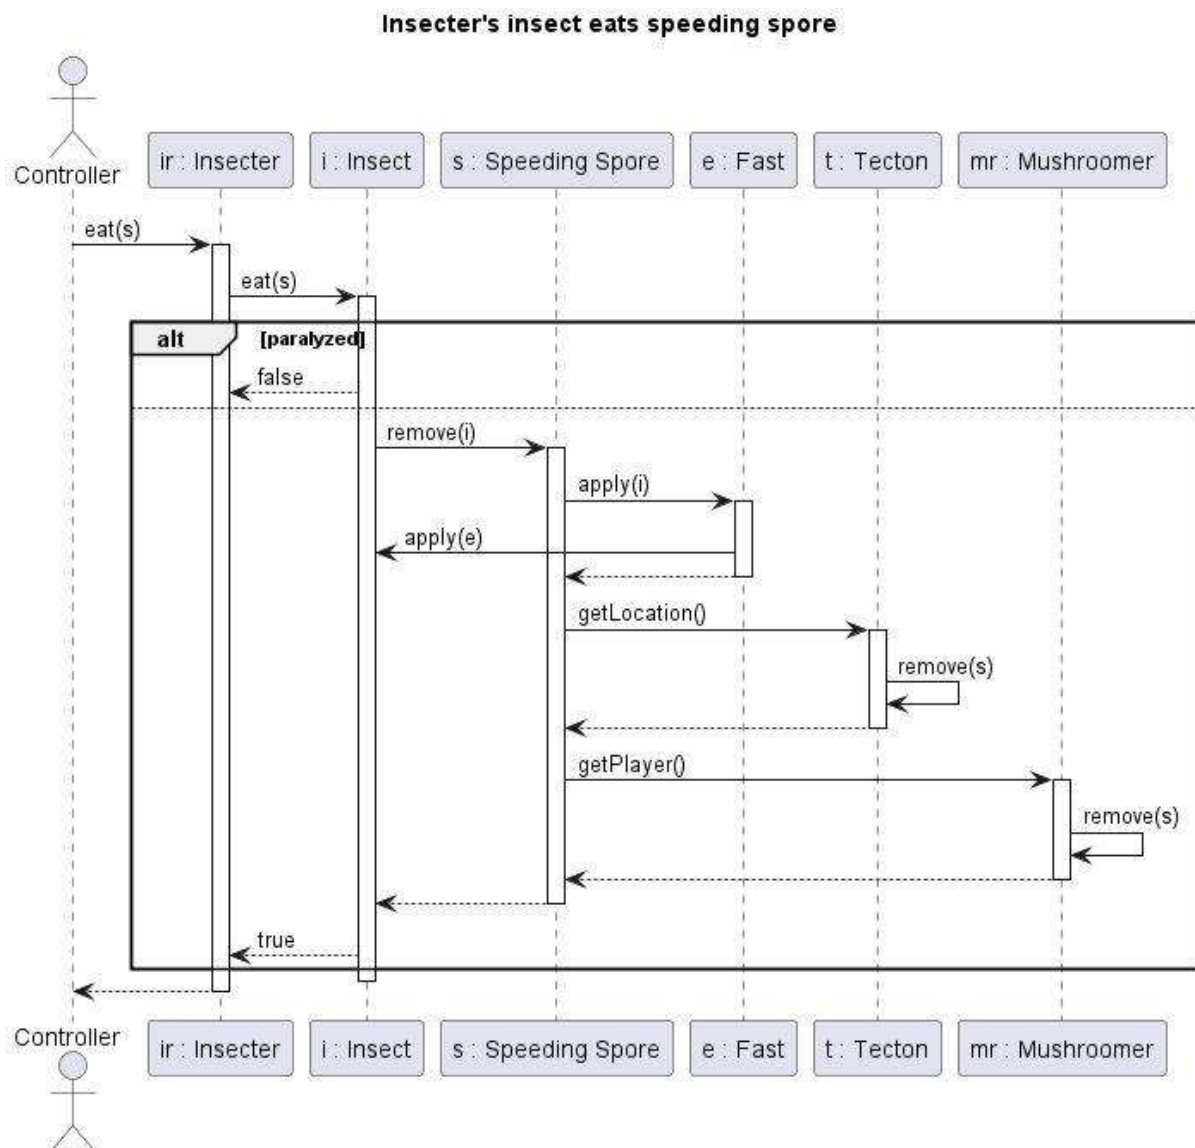 Insecter's insect eats speeding spore
Controller
ir : Insecter
i : Insect
s : Speeding Spore
e : Fast
t : Tecton
mr : Mushroomer
eat(s)
eat(s)
alt
[paralyzed]
false
remove(i)
apply(i)
apply(e)
getLocation()
remove(s)
getPlayer()
remove(s)
true
Controller
ir : Insecter
i : Insect
s : Speeding Spore
e : Fast
t : Tecton
mr : Mushroomer